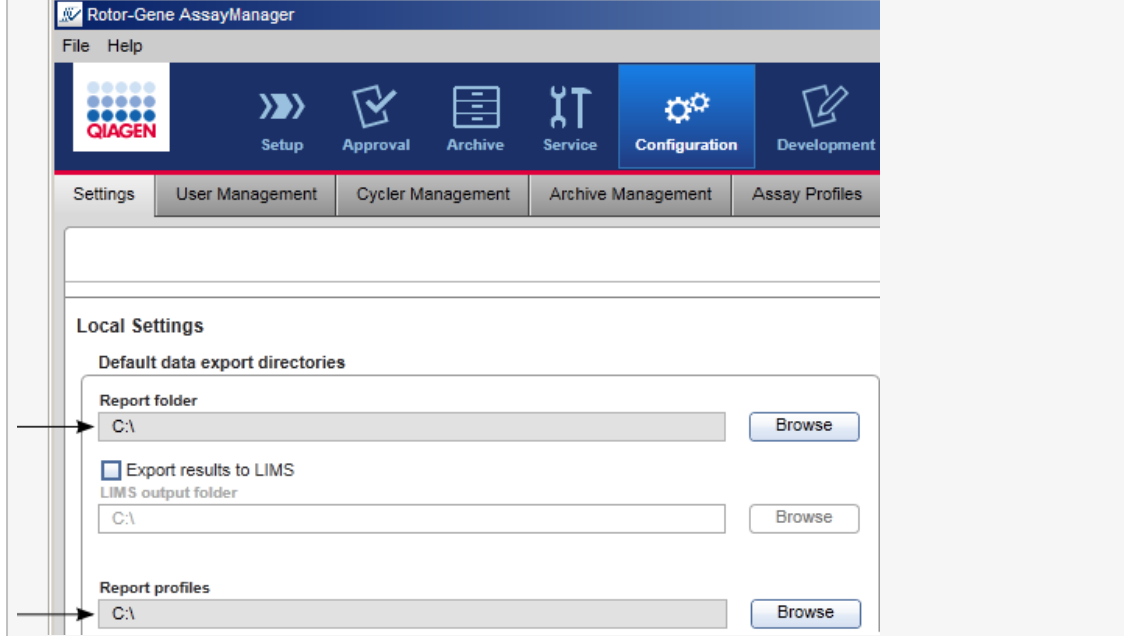 Rotor-Gene AssayManager
File Help
QIAGEN
Setup Approval Archive Service Configuration Development
Settings User Management Cycler Management Archive Management Assay Profiles
Local Settings
Default data export directories
Report folder
C:\ Browse
Export results to LIMS
LIMS output folder
C:\ Browse
Report profiles
C:\ Browse